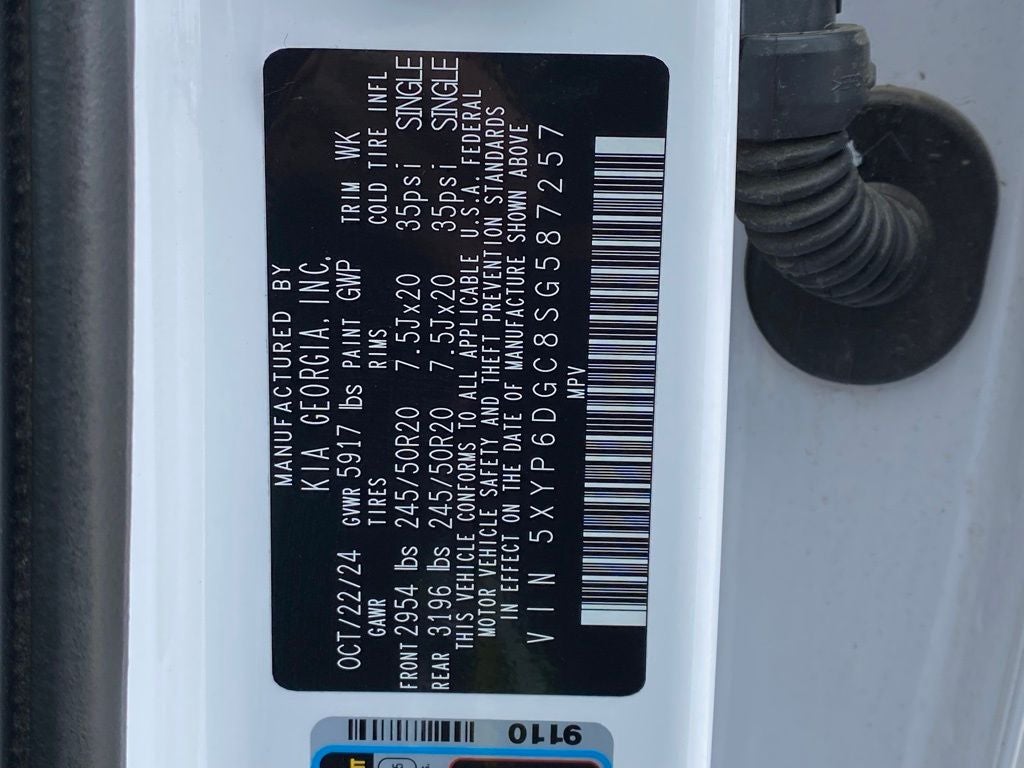 MANUFACTURED BY
KIA GEORGIA, INC.
OCT/22/24 GVWR 5917 lbs PAINT GWP TRIM WK
GAWR TIRES RIMS COLD TIRE INFL
FRONT 2954 lbs 245/50R20 7.5Jx20 35psi SINGLE
REAR 3196 lbs 245/50R20 7.5Jx20 35psi SINGLE
THIS VEHICLE CONFORMS TO ALL APPLICABLE U.S.A. FEDERAL
MOTOR VEHICLE SAFETY AND THEFT PREVENTION STANDARDS
IN EFFECT ON THE DATE OF MANUFACTURE SHOWN ABOVE
VIN 5XYP6DGC8SG587257
MPV
9110